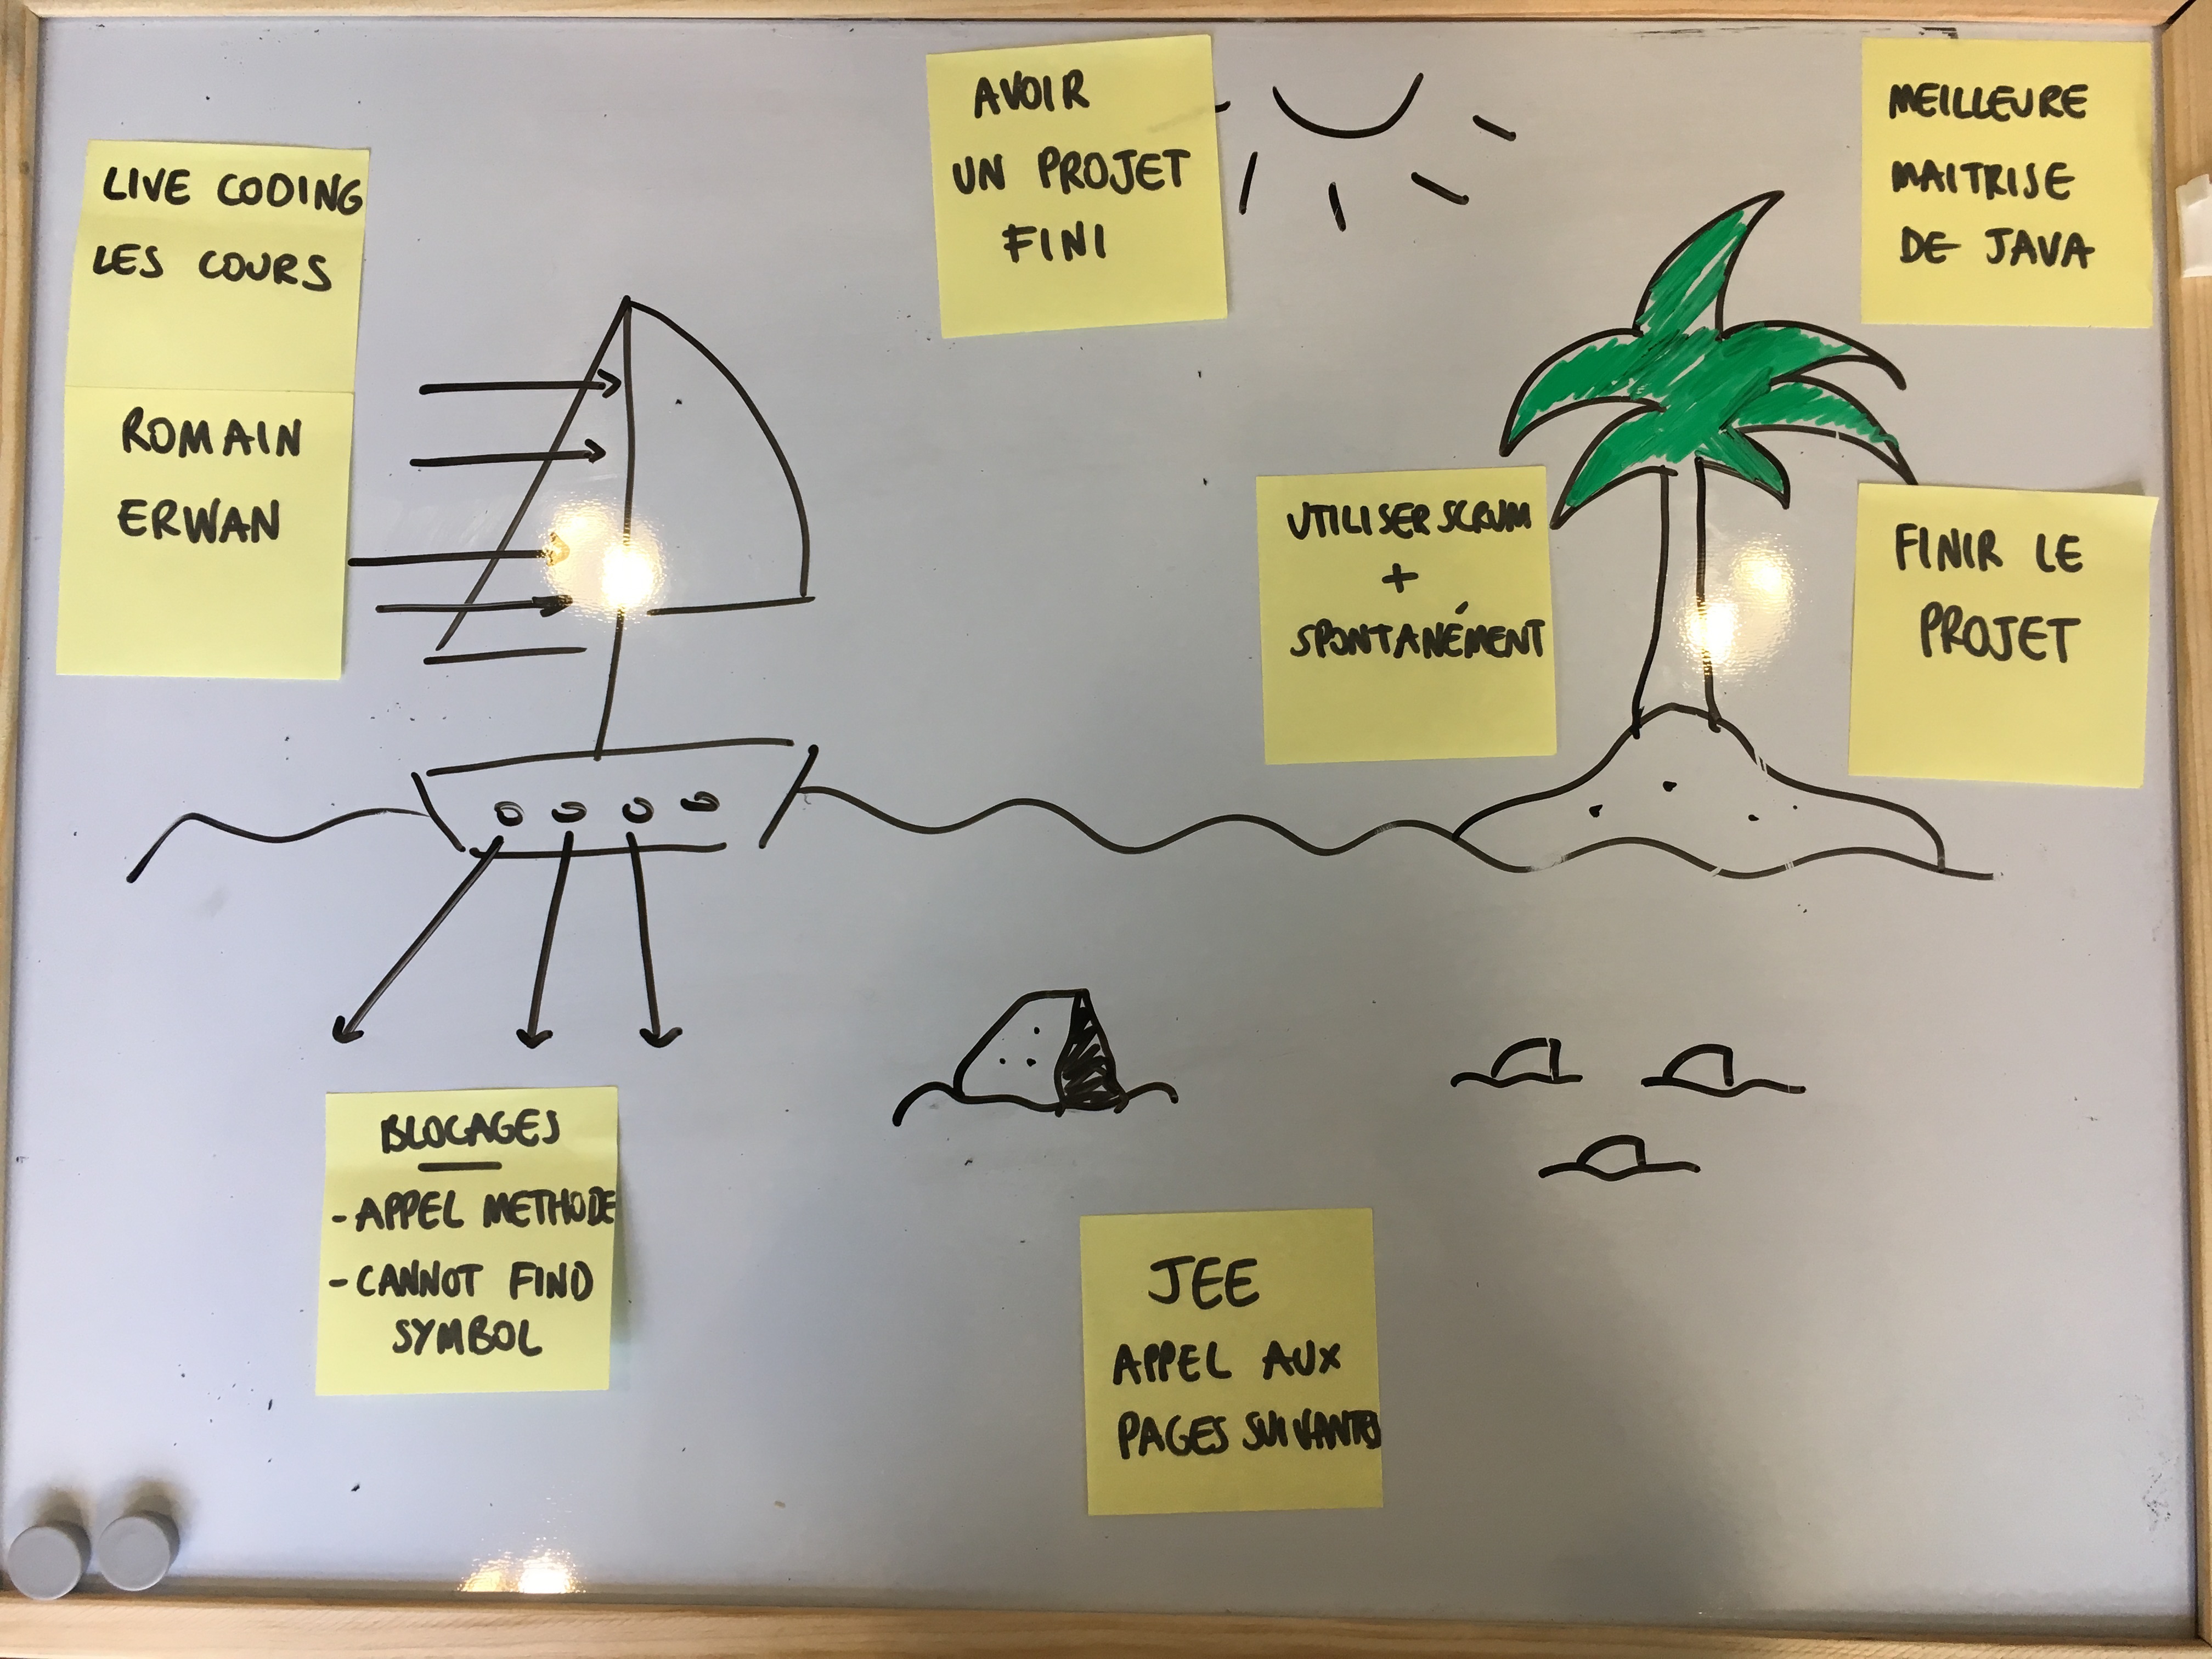 LIVE CODING
LES COURS
ROMAIN
ERWAN
AVOIR
UN PROJET
FINI
MEILLEURE
MAITRISE
DE JAVA
UTILISER SCRUM
+
SPONTANÉMENT
FINIR LE
PROJET
BLOCAGES
- APPEL METHODE
- CANNOT FIND
SYMBOL
JEE
APPEL AUX
PAGES SUIVANTES